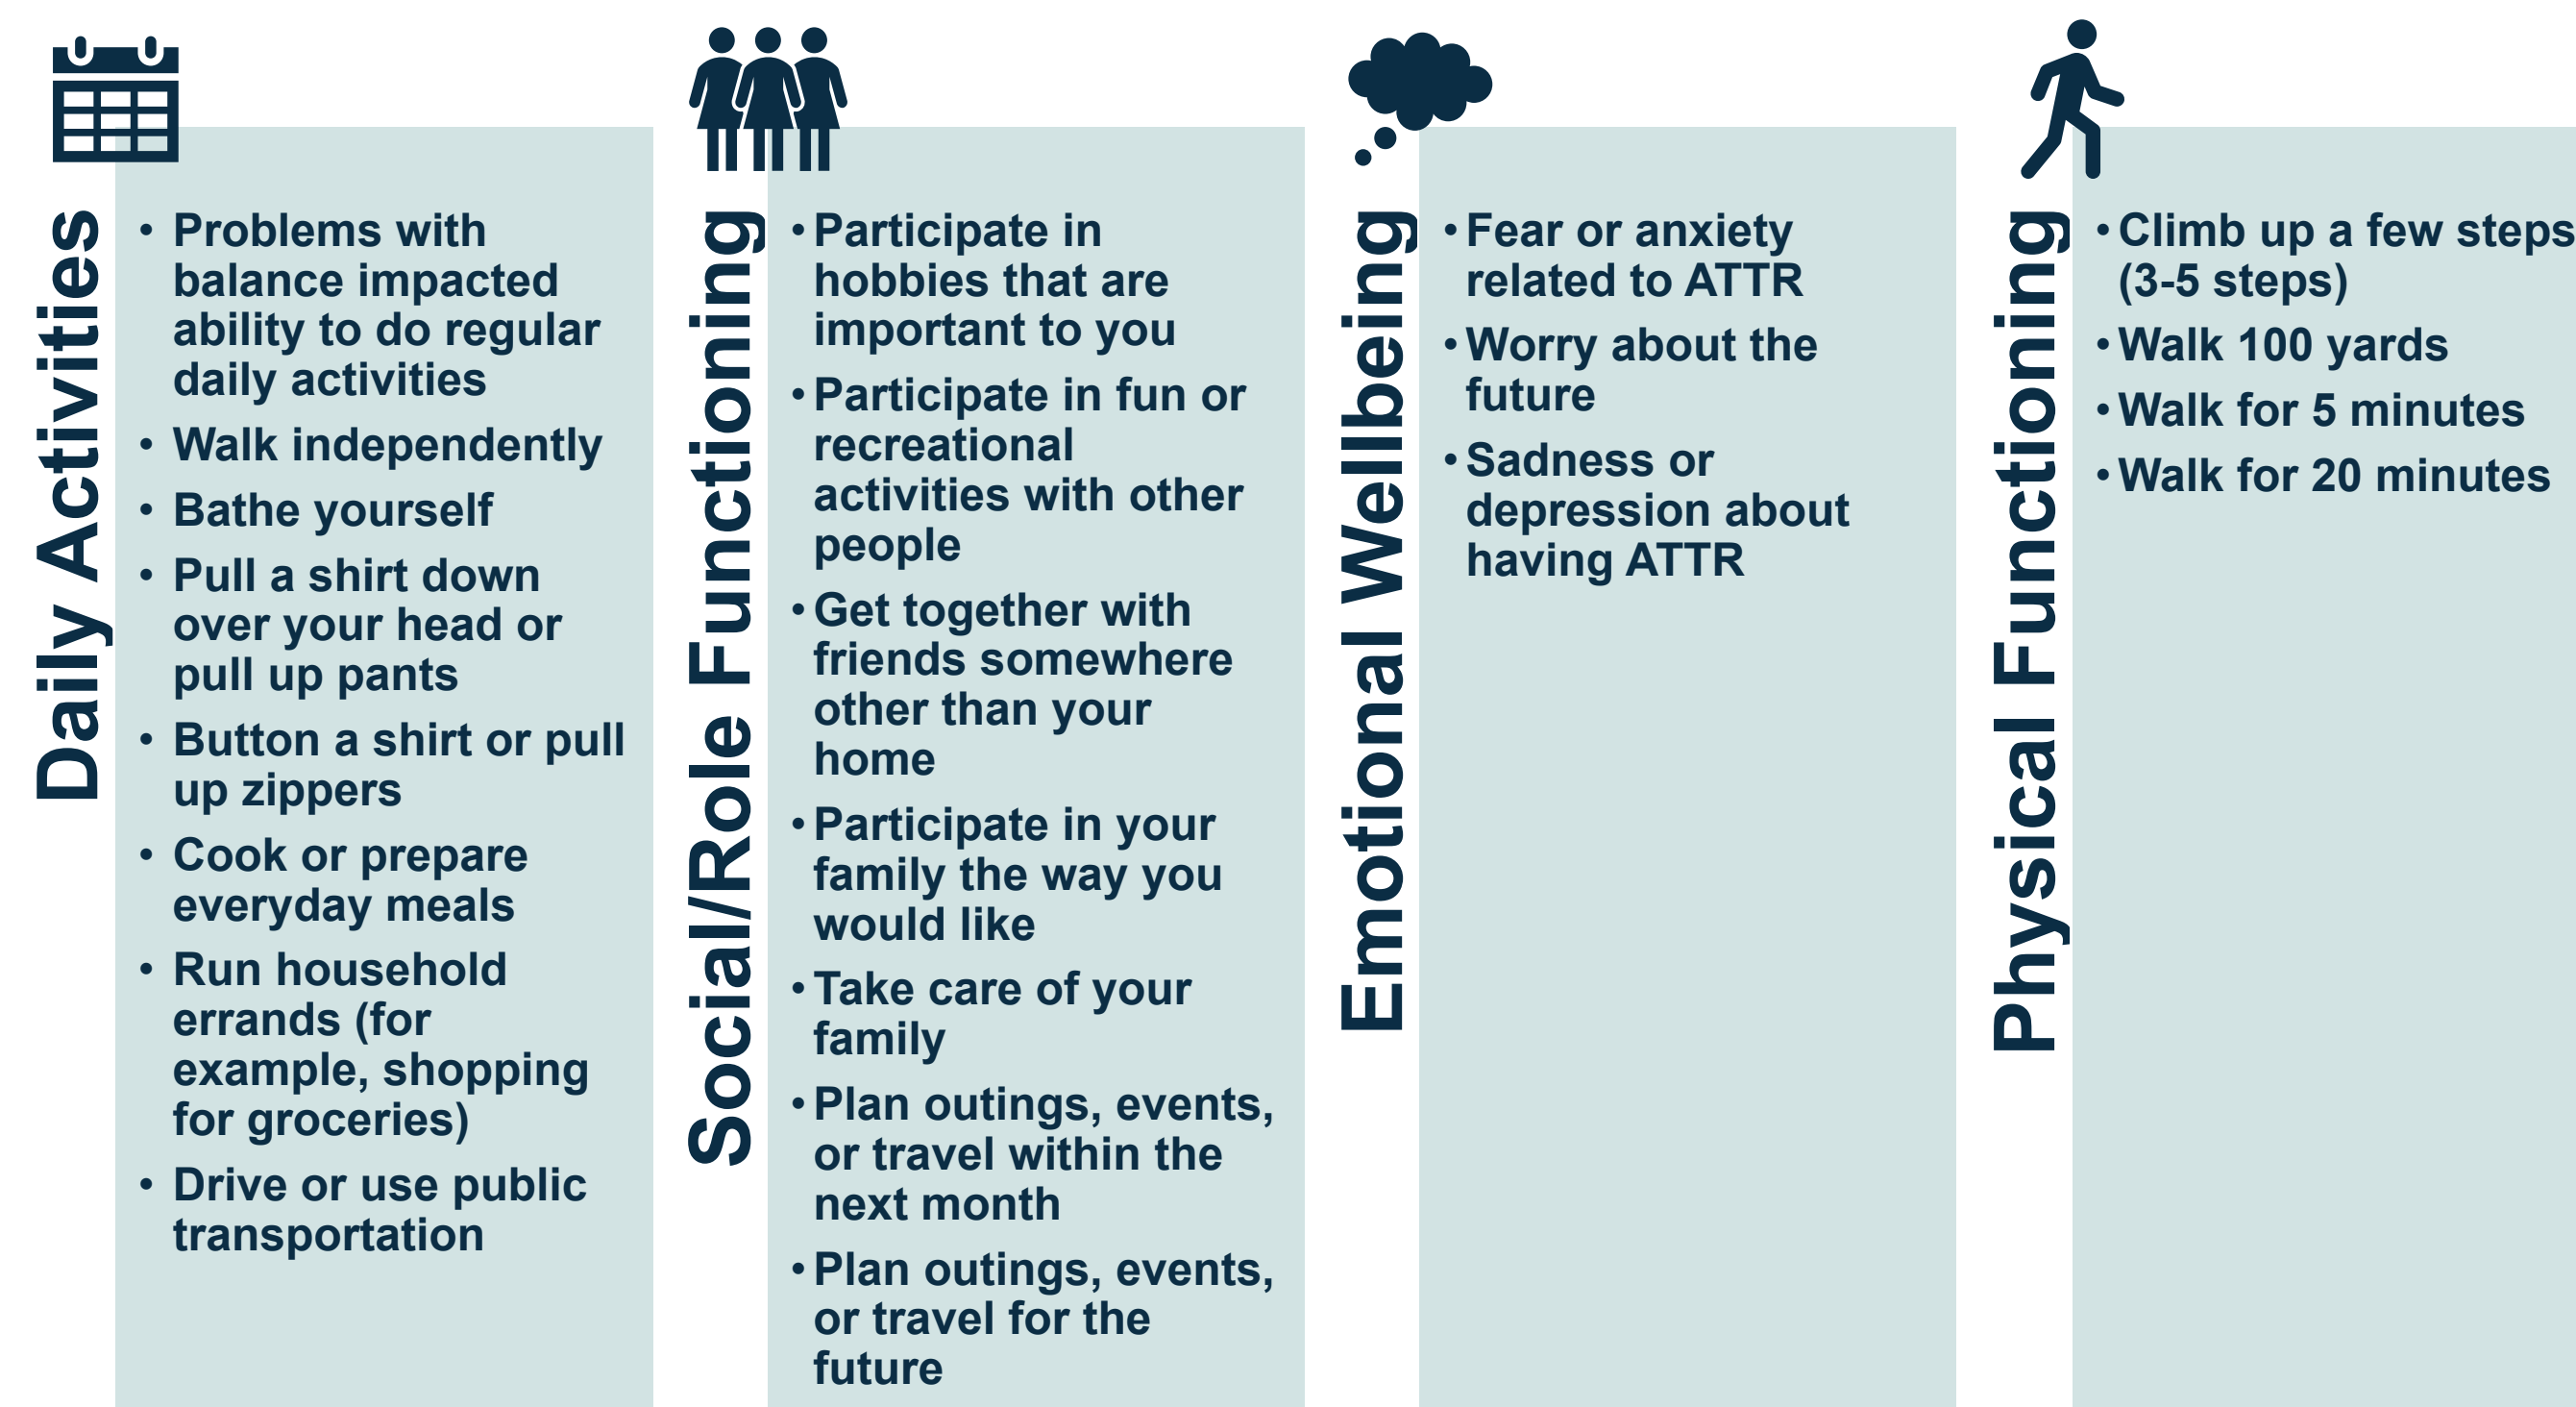 Daily Activities
• Problems with
balance impacted
ability to do regular
daily activities
• Walk independently
• Bathe yourself
• Pull a shirt down
over your head or
pull up pants
• Button a shirt or pull
up zippers
• Cook or prepare
everyday meals
• Run household
errands (for
example, shopping
for groceries)
• Drive or use public
transportation
Social/Role Functioning
• Participate in
hobbies that are
important to you
• Participate in fun or
recreational
activities with other
people
• Get together with
friends somewhere
other than your
home
• Participate in your
family the way you
would like
• Take care of your
family
• Plan outings, events,
or travel within the
next month
• Plan outings, events,
or travel for the
future
Emotional Wellbeing
• Fear or anxiety
related to ATTR
• Worry about the
future
• Sadness or
depression about
having ATTR
Physical Functioning
• Climb up a few steps
(3-5 steps)
• Walk 100 yards
• Walk for 5 minutes
• Walk for 20 minutes